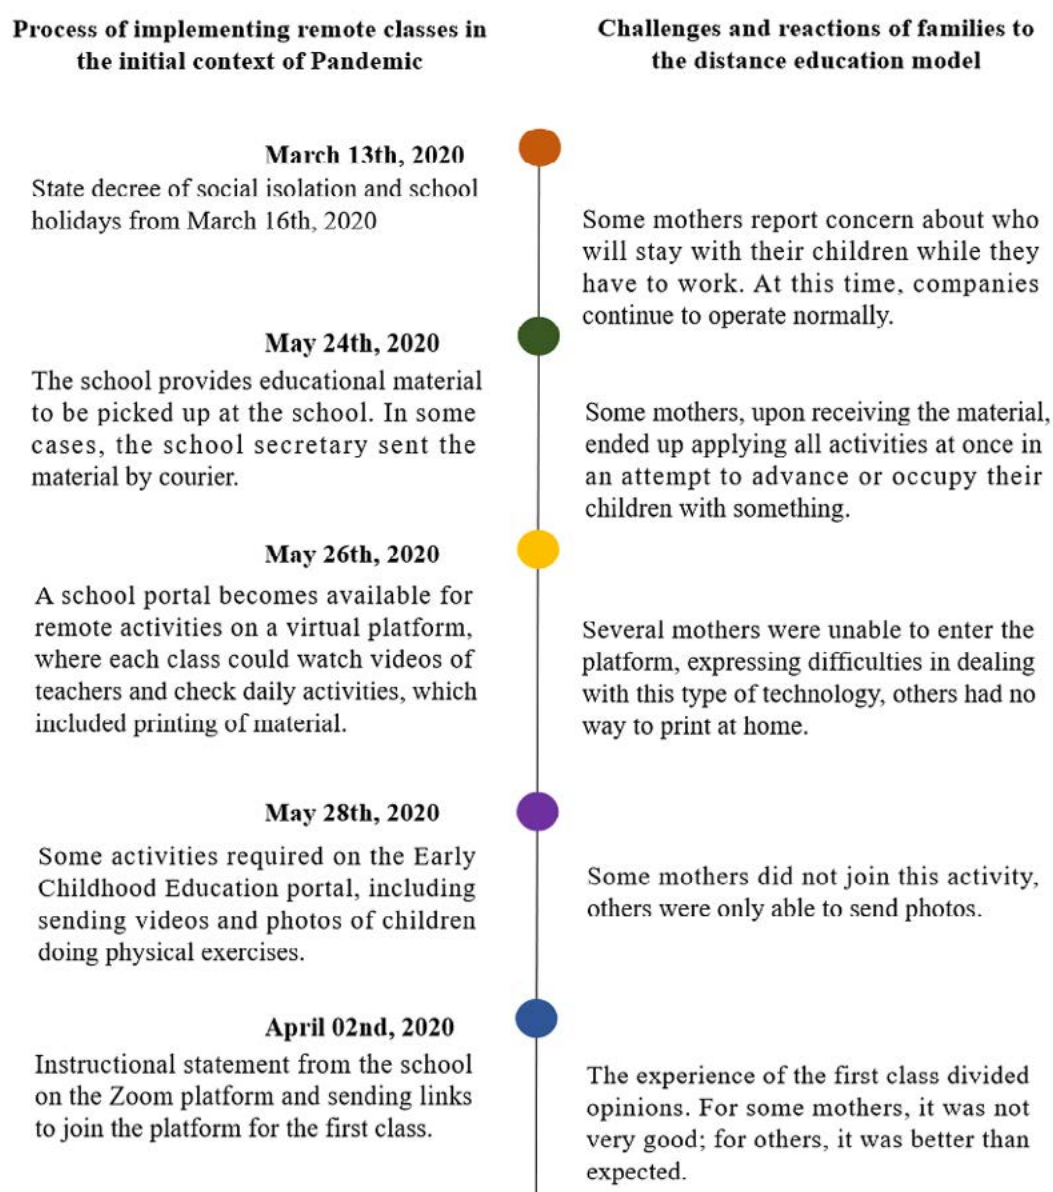 Process of implementing remote classes in
the initial context of Pandemic
Challenges and reactions of families to
the distance education model
March 13th, 2020
State decree of social isolation and school
holidays from March 16th, 2020
Some mothers report concern about who
will stay with their children while they
have to work. At this time, companies
continue to operate normally.
May 24th, 2020
The school provides educational material
to be picked up at the school. In some
cases, the school secretary sent the
material by courier.
Some mothers, upon receiving the material,
ended up applying all activities at once in
an attempt to advance or occupy their
children with something.
May 26th, 2020
A school portal becomes available for
remote activities on a virtual platform,
where each class could watch videos of
teachers and check daily activities, which
included printing of material.
Several mothers were unable to enter the
platform, expressing difficulties in dealing
with this type of technology, others had no
way to print at home.
May 28th, 2020
Some activities required on the Early
Childhood Education portal, including
sending videos and photos of children
doing physical exercises.
Some mothers did not join this activity,
others were only able to send photos.
April 02nd, 2020
Instructional statement from the school
on the Zoom platform and sending links
to join the platform for the first class.
The experience of the first class divided
opinions. For some mothers, it was not
very good; for others, it was better than
expected.